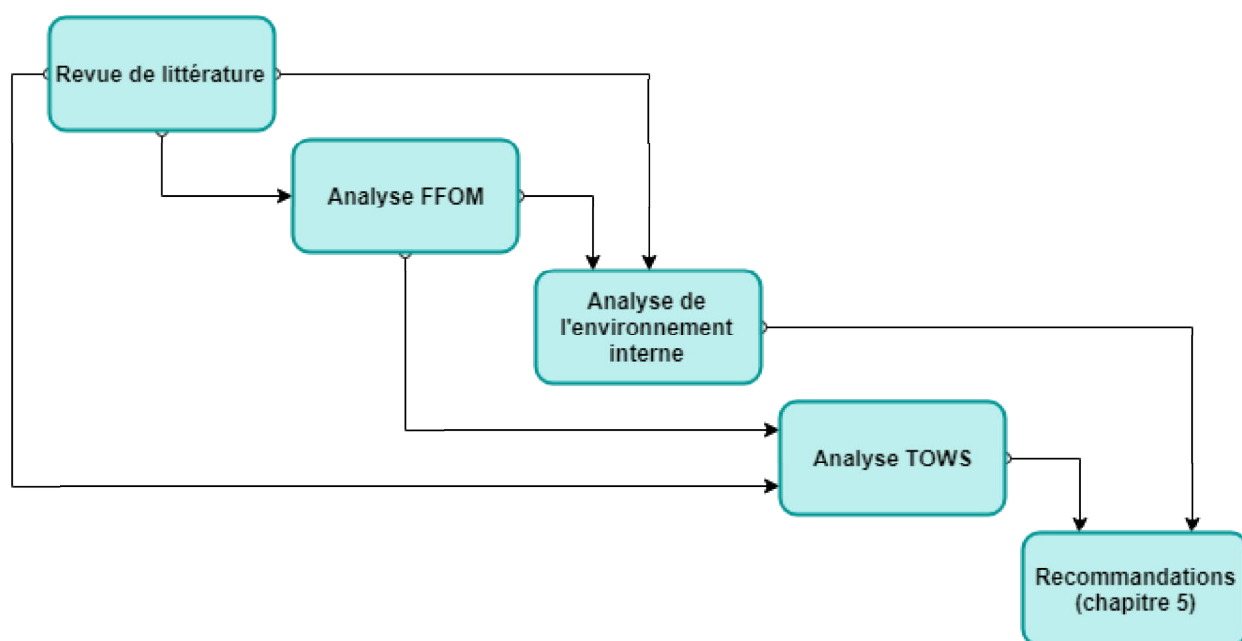 Revue de littérature
Analyse FFOM
Analyse de
l'environnement
interne
Analyse TOWS
Recommandations
(chapitre 5)